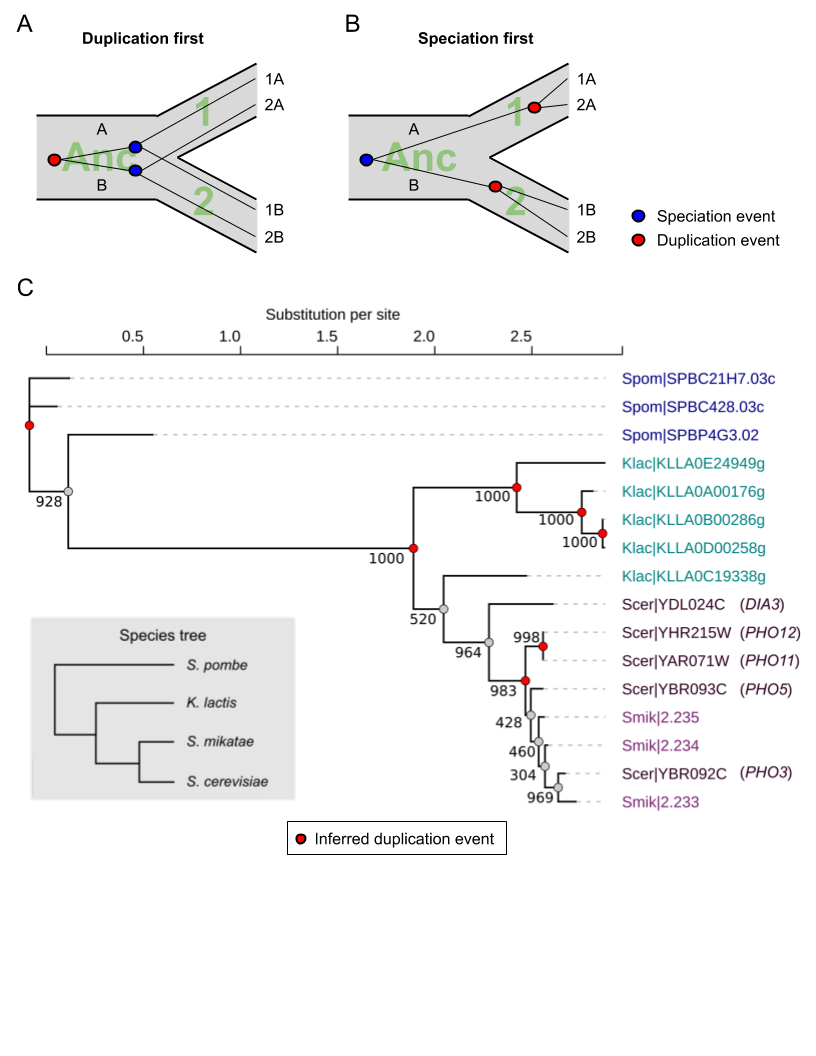 A
Duplication first
1A
2A
A
1
Anc
B
2
1B
2B
B
Speciation first
1A
2A
A
1
Anc
B
2
1B
2B
Speciation event
Duplication event
C
Substitution per site
0.5 1.0 1.5 2.0 2.5
Spom|SPBC21H7.03c
Spom|SPBC428.03c
Spom|SPBP4G3.02
Klac|KLLA0E24949g
1000
Klac|KLLA0A00176g
928
1000
Klac|KLLA0B00286g
1000
Klac|KLLA0D00258g
1000
Klac|KLLA0C19338g
Scer|YDL024C (DIA3)
520
Scer|YHR215W (PHO12)
998
964
Scer|YAR071W (PHO11)
983
Scer|YBR093C (PHO5)
Smik|2.235
428
Smik|2.234
460
Scer|YBR092C (PHO3)
304
969
Smik|2.233
Species tree
S. pombe
K. lactis
S. mikatae
S. cerevisiae
Inferred duplication event